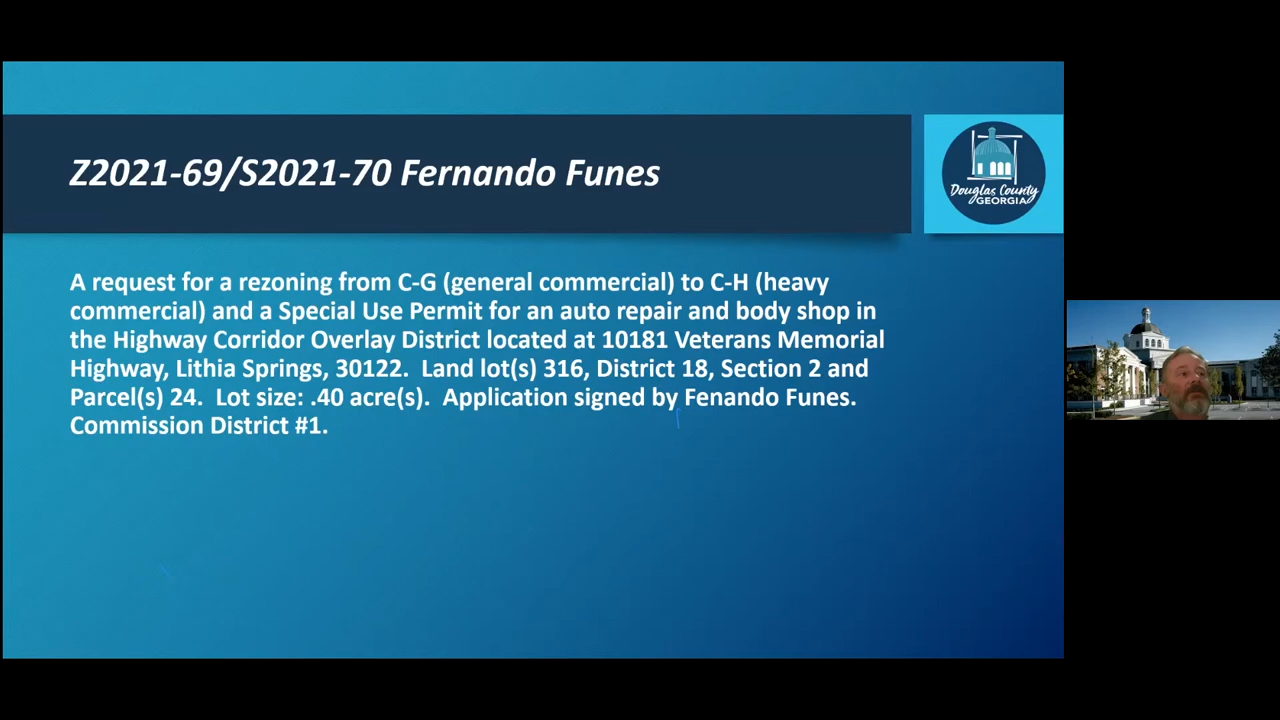 Z2021-69/S2021-70 Fernando Funes
Douglas County
GEORGIA
A request for a rezoning from C-G (general commercial) to C-H (heavy
commercial) and a Special Use Permit for an auto repair and body shop in
the Highway Corridor Overlay District located at 10181 Veterans Memorial
Highway, Lithia Springs, 30122.  Land lot(s) 316, District 18, Section 2 and
Parcel(s) 24.  Lot size: .40 acre(s).  Application signed by Fenando Funes.
Commission District #1.